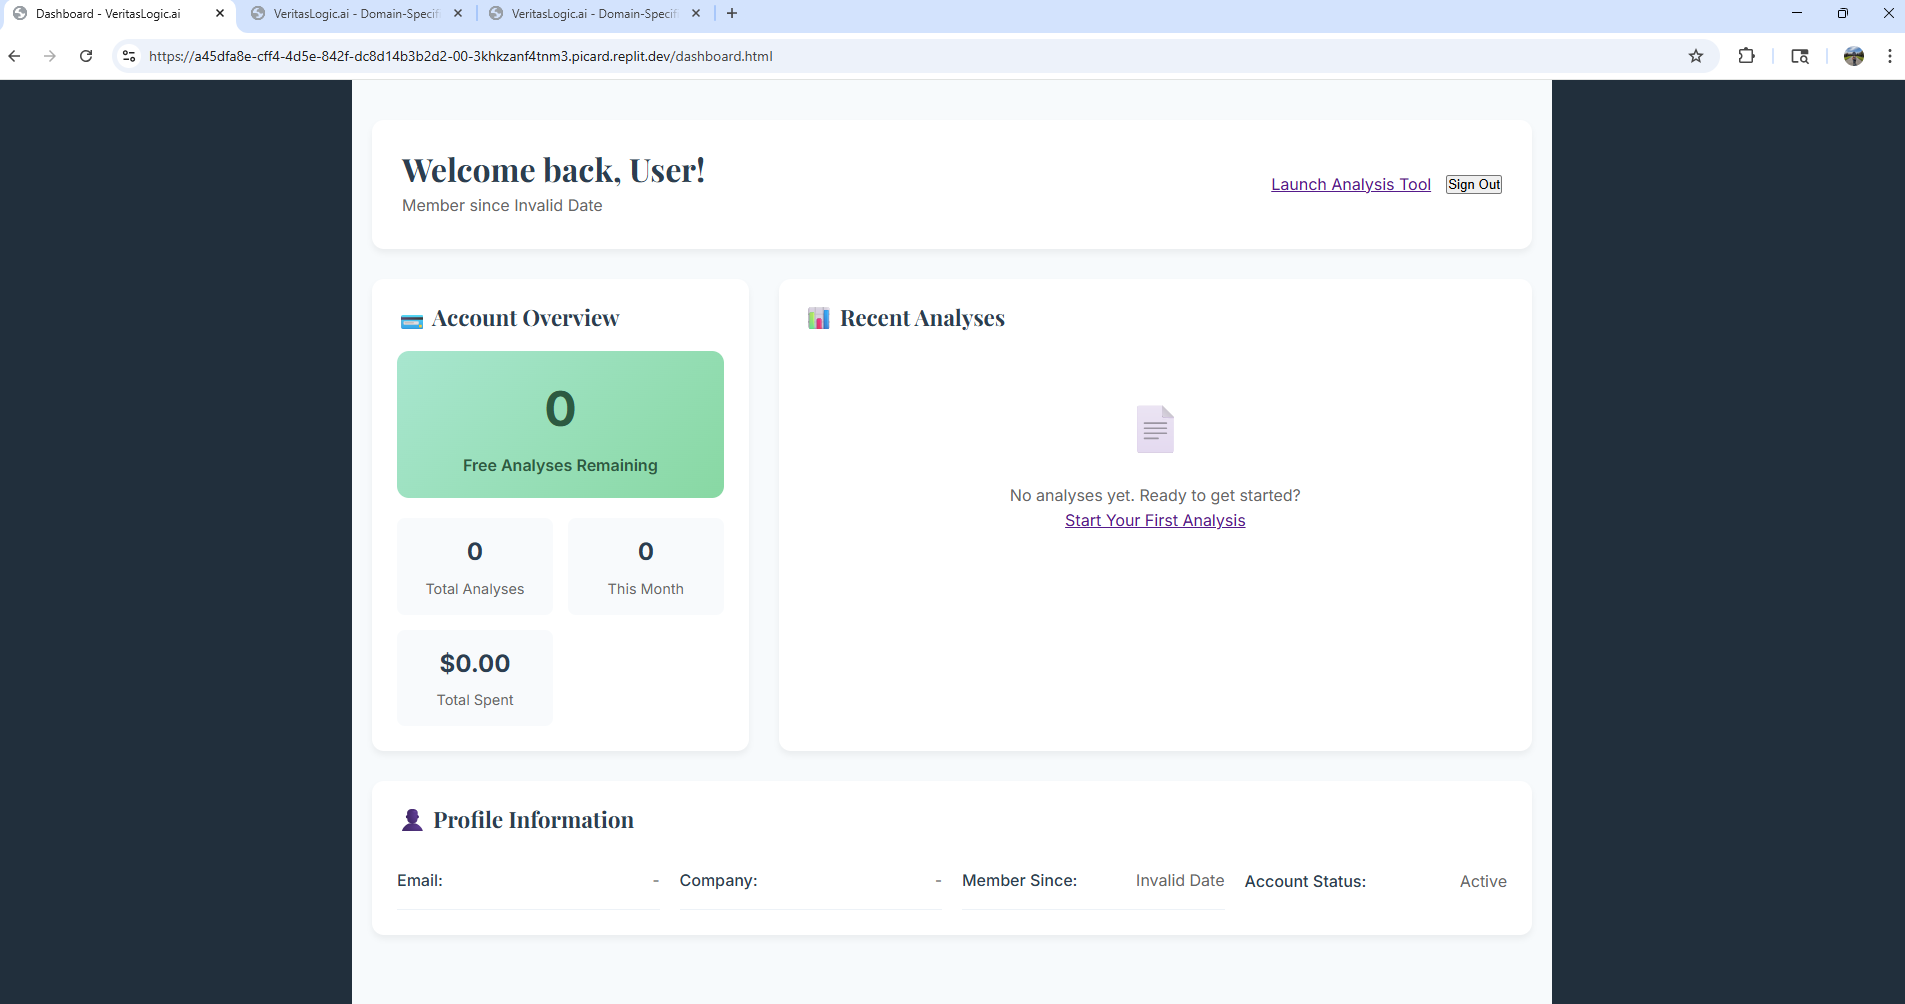 Dashboard - VeritasLogic.ai
VeritasLogic.ai - Domain-Specif
VeritasLogic.ai - Domain-Specif
https://a45dfa8e-cff4-4d5e-842f-dc8d14b3b2d2-00-3khkzanf4tnm3.picard.replit.dev/dashboard.html
Welcome back, User!
Member since Invalid Date
Launch Analysis Tool
Sign Out
Account Overview
0
Free Analyses Remaining
0
Total Analyses
0
This Month
$0.00
Total Spent
Recent Analyses
No analyses yet. Ready to get started?
Start Your First Analysis
Profile Information
Email: -
Company: -
Member Since: Invalid Date
Account Status: Active